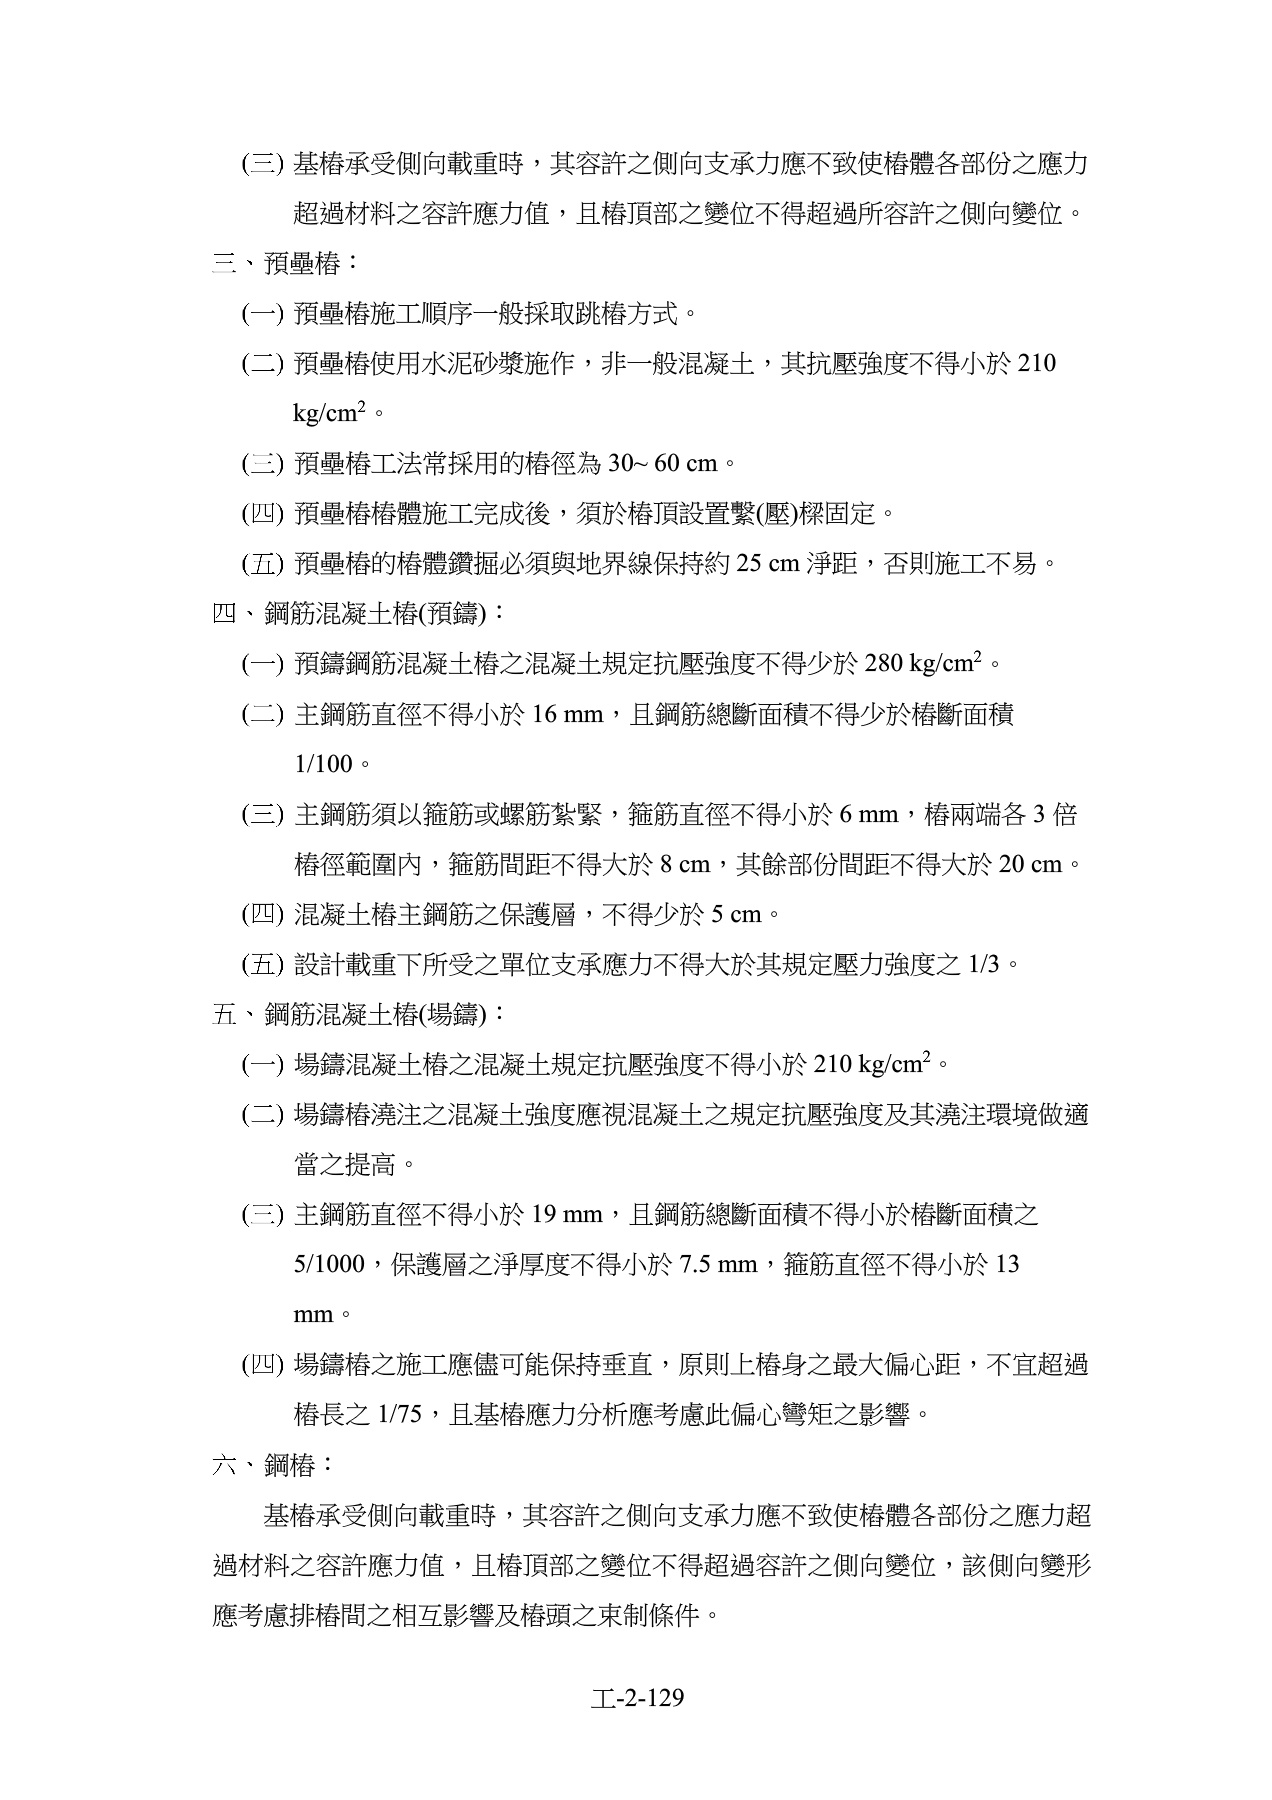 (三) 基樁承受側向載重時，其容許之側向支承力應不致使樁體各部份之應力
超過材料之容許應力值，且樁頂部之變位不得超過所容許之側向變位。
三、預壘樁：
(一) 預壘樁施工順序一般採取跳樁方式。
(二) 預壘樁使用水泥砂漿施作，非一般混凝土，其抗壓強度不得小於 210
kg/cm²。
(三) 預壘樁工法常採用的樁徑為 30~ 60 cm。
(四) 預壘樁樁體施工完成後，須於樁頂設置繫(壓)樑固定。
(五) 預壘樁的樁體鑽掘必須與地界線保持約 25 cm 淨距，否則施工不易。
四、鋼筋混凝土樁(預鑄)：
(一) 預鑄鋼筋混凝土樁之混凝土規定抗壓強度不得少於 280 kg/cm²。
(二) 主鋼筋直徑不得小於 16 mm，且鋼筋總斷面積不得少於樁斷面積
1/100。
(三) 主鋼筋須以箍筋或螺筋紮緊，箍筋直徑不得小於 6 mm，樁兩端各 3 倍
樁徑範圍內，箍筋間距不得大於 8 cm，其餘部份間距不得大於 20 cm。
(四) 混凝土樁主鋼筋之保護層，不得少於 5 cm。
(五) 設計載重下所受之單位支承應力不得大於其規定壓力強度之 1/3。
五、鋼筋混凝土樁(場鑄)：
(一) 場鑄混凝土樁之混凝土規定抗壓強度不得小於 210 kg/cm²。
(二) 場鑄樁澆注之混凝土強度應視混凝土之規定抗壓強度及其澆注環境做適
當之提高。
(三) 主鋼筋直徑不得小於 19 mm，且鋼筋總斷面積不得小於樁斷面積之
5/1000，保護層之淨厚度不得小於 7.5 mm，箍筋直徑不得小於 13
mm。
(四) 場鑄樁之施工應儘可能保持垂直，原則上樁身之最大偏心距，不宜超過
樁長之 1/75，且基樁應力分析應考慮此偏心彎矩之影響。
六、鋼樁：
基樁承受側向載重時，其容許之側向支承力應不致使樁體各部份之應力超
過材料之容許應力值，且樁頂部之變位不得超過容許之側向變位，該側向變形
應考慮排樁間之相互影響及樁頭之束制條件。
工-2-129